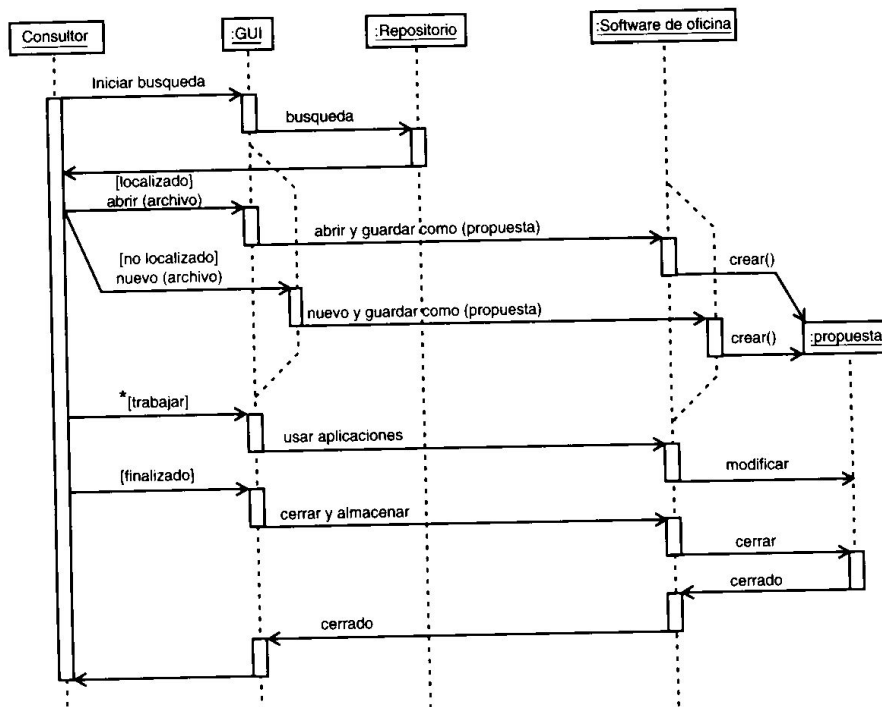 Consultor
:GUI
:Repositorio
:Software de oficina
Iniciar busqueda
busqueda
[localizado]
abrir (archivo)
abrir y guardar como (propuesta)
[no localizado]
nuevo (archivo)
crear()
nuevo y guardar como (propuesta)
crear()
:propuesta
*[trabajar]
usar aplicaciones
modificar
[finalizado]
cerrar y almacenar
cerrar
cerrado
cerrado